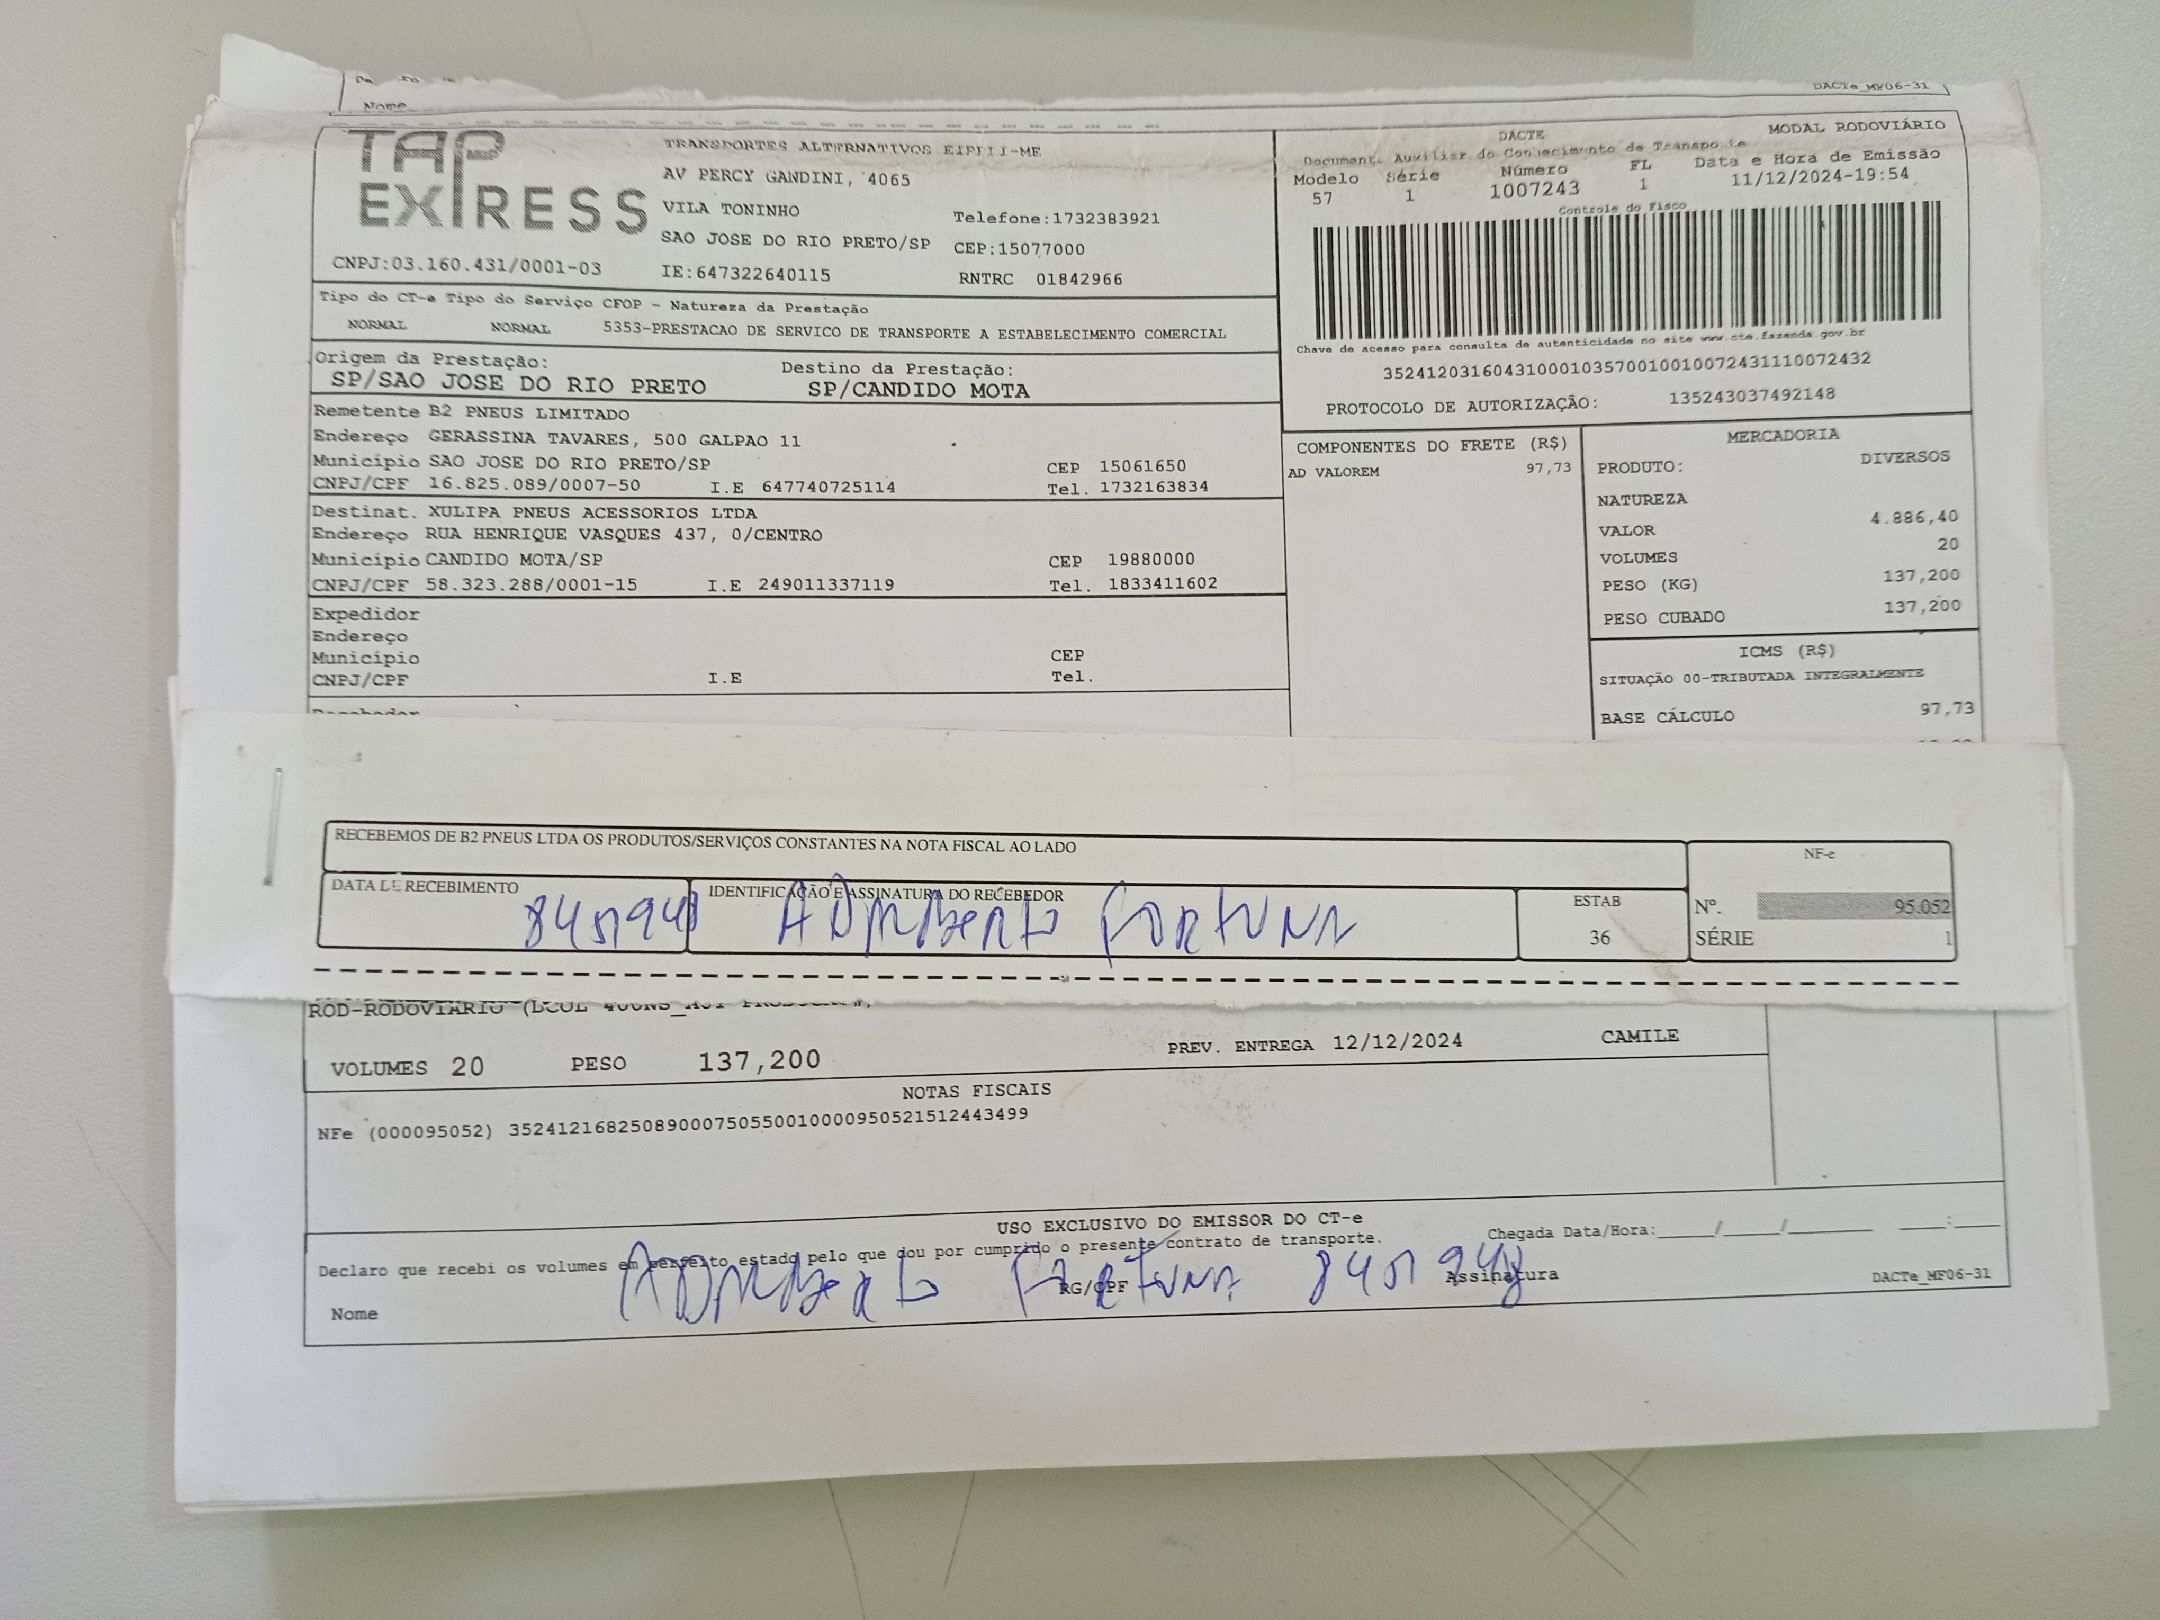 Nome
DACTe_MF06-31
TAP EXPRESS
TRANSPORTES ALTERNATIVOS EIRELI-ME
AV PERCY GANDINI, 4065
VILA TONINHO
Telefone:1732383921
SAO JOSE DO RIO PRETO/SP CEP:15077000
CNPJ:03.160.431/0001-03 IE:647322640115 RNTRC 01842966
DACTE MODAL RODOVIÁRIO
Documento Auxiliar do Conhecimento de Transporte
Modelo Série Número FL Data e Hora de Emissão
57 1 1007243 1 11/12/2024-19:54
Controle do Fisco
Chave de acesso para consulta de autenticidade no site www.cte.fazenda.gov.br
35241203160431000103570010010072431110072432
PROTOCOLO DE AUTORIZAÇÃO: 135243037492148
Tipo do CT-e Tipo do Serviço CFOP - Natureza da Prestação
NORMAL NORMAL 5353-PRESTACAO DE SERVICO DE TRANSPORTE A ESTABELECIMENTO COMERCIAL
Origem da Prestação: Destino da Prestação:
SP/SAO JOSE DO RIO PRETO SP/CANDIDO MOTA
Remetente B2 PNEUS LIMITADO
Endereço GERASSINA TAVARES, 500 GALPAO 11
Município SAO JOSE DO RIO PRETO/SP CEP 15061650
CNPJ/CPF 16.825.089/0007-50 I.E 647740725114 Tel. 1732163834
Destinat. XULIPA PNEUS ACESSORIOS LTDA
Endereço RUA HENRIQUE VASQUES 437, 0/CENTRO
Município CANDIDO MOTA/SP CEP 19880000
CNPJ/CPF 58.323.288/0001-15 I.E 249011337119 Tel. 1833411602
Expedidor
Endereço
Município CEP
CNPJ/CPF I.E Tel.
COMPONENTES DO FRETE (R$)
AD VALOREM 97,73
MERCADORIA
PRODUTO: DIVERSOS
NATUREZA
VALOR 4.886,40
VOLUMES 20
PESO (KG) 137,200
PESO CUBADO 137,200
ICMS (R$)
SITUAÇÃO 00-TRIBUTADA INTEGRALMENTE
BASE CÁLCULO 97,73
RECEBEMOS DE B2 PNEUS LTDA OS PRODUTOS/SERVIÇOS CONSTANTES NA NOTA FISCAL AO LADO
DATA DE RECEBIMENTO IDENTIFICAÇÃO E ASSINATURA DO RECEBEDOR
FORTUNA
ESTAB
36
NF-e
Nº. 95.052
SÉRIE 1
ROD-RODOVIARIO
VOLUMES 20 PESO 137,200 PREV. ENTREGA 12/12/2024 CAMILE
NOTAS FISCAIS
NFe (000095052) 35241216825089000750550010000950521512443499
USO EXCLUSIVO DO EMISSOR DO CT-e
Declaro que recebi os volumes em perfeito estado pelo que dou por cumprido o presente contrato de transporte. Chegada Data/Hora:_____/_____/________ ____:____
Nome RG/CPF Assinatura DACTe_MF06-31